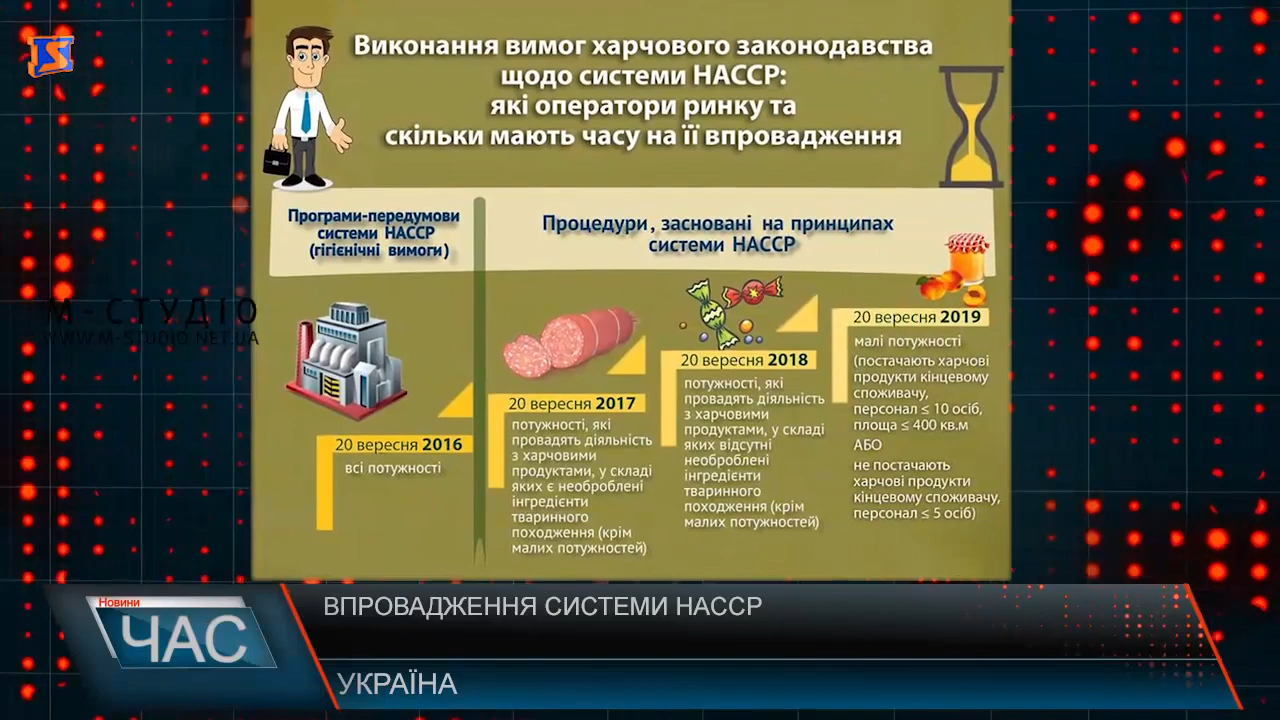 Виконання вимог харчового законодавства
щодо системи НАССР:
які оператори ринку та
скільки мають часу на її впровадження
Програми-передумови
системи НАССР
(гігієнічні вимоги)
Процедури, засновані на принципах
системи НАССР
М-СТУДІО
WWW.M-STUDIO.NET.UA
20 вересня 2016
всі потужності
20 вересня 2017
потужності, які
провадять діяльність
з харчовими
продуктами, у складі
яких є необроблені
інгредієнти
тваринного
походження (крім
малих потужностей)
20 вересня 2018
потужності, які
провадять діяльність
з харчовими
продуктами, у складі
яких відсутні
необроблені
інгредієнти
тваринного
походження (крім
малих потужностей)
20 вересня 2019
малі потужності
(постачають харчові
продукти кінцевому
споживачу,
персонал ≤ 10 осіб,
площа ≤ 400 кв.м
АБО
не постачають
харчові продукти
кінцевому споживачу,
персонал ≤ 5 осіб)
Новини
ЧАС
ВПРОВАДЖЕННЯ СИСТЕМИ НАССР
УКРАЇНА